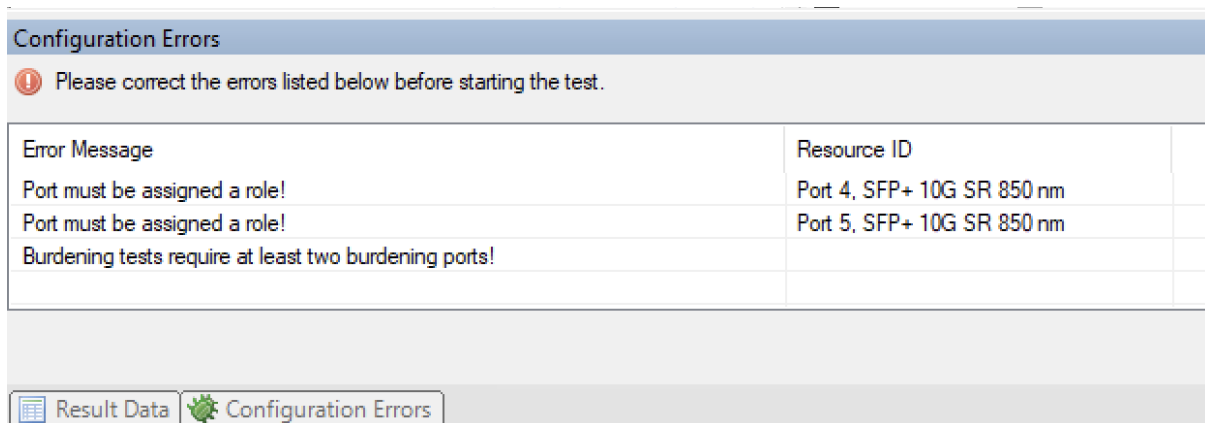 Configuration Errors
Please correct the errors listed below before starting the test.
Error Message Resource ID
Port must be assigned a role! Port 4, SFP+ 10G SR 850 nm
Port must be assigned a role! Port 5, SFP+ 10G SR 850 nm
Burdening tests require at least two burdening ports!
Result Data Configuration Errors